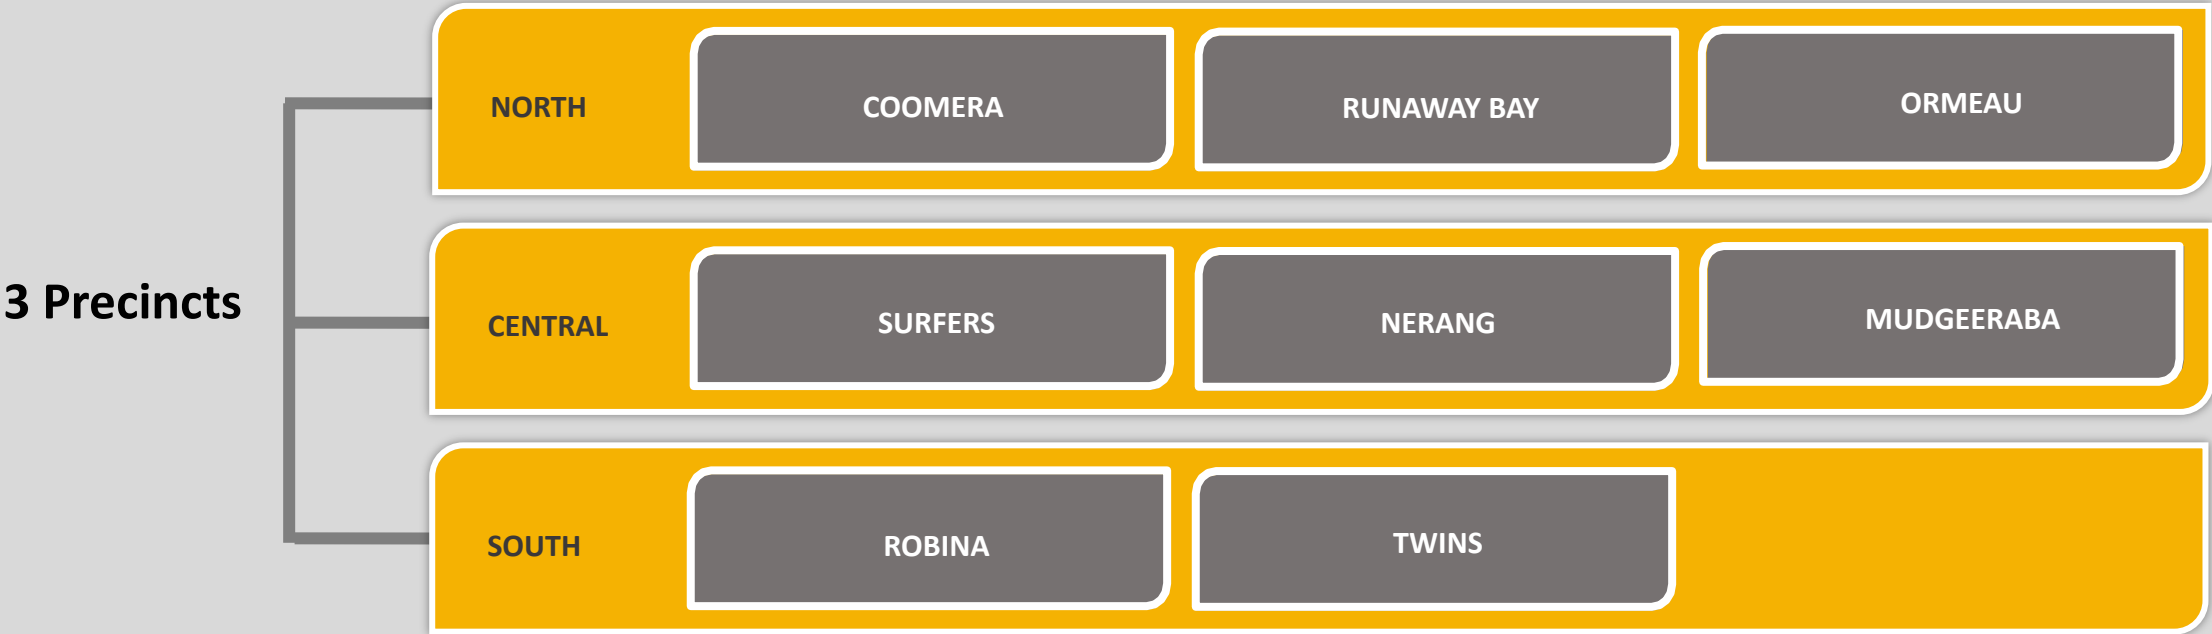 3 Precincts
NORTH
COOMERA
RUNAWAY BAY
ORMEAU
CENTRAL
SURFERS
NERANG
MUDGEERABA
SOUTH
ROBINA
TWINS